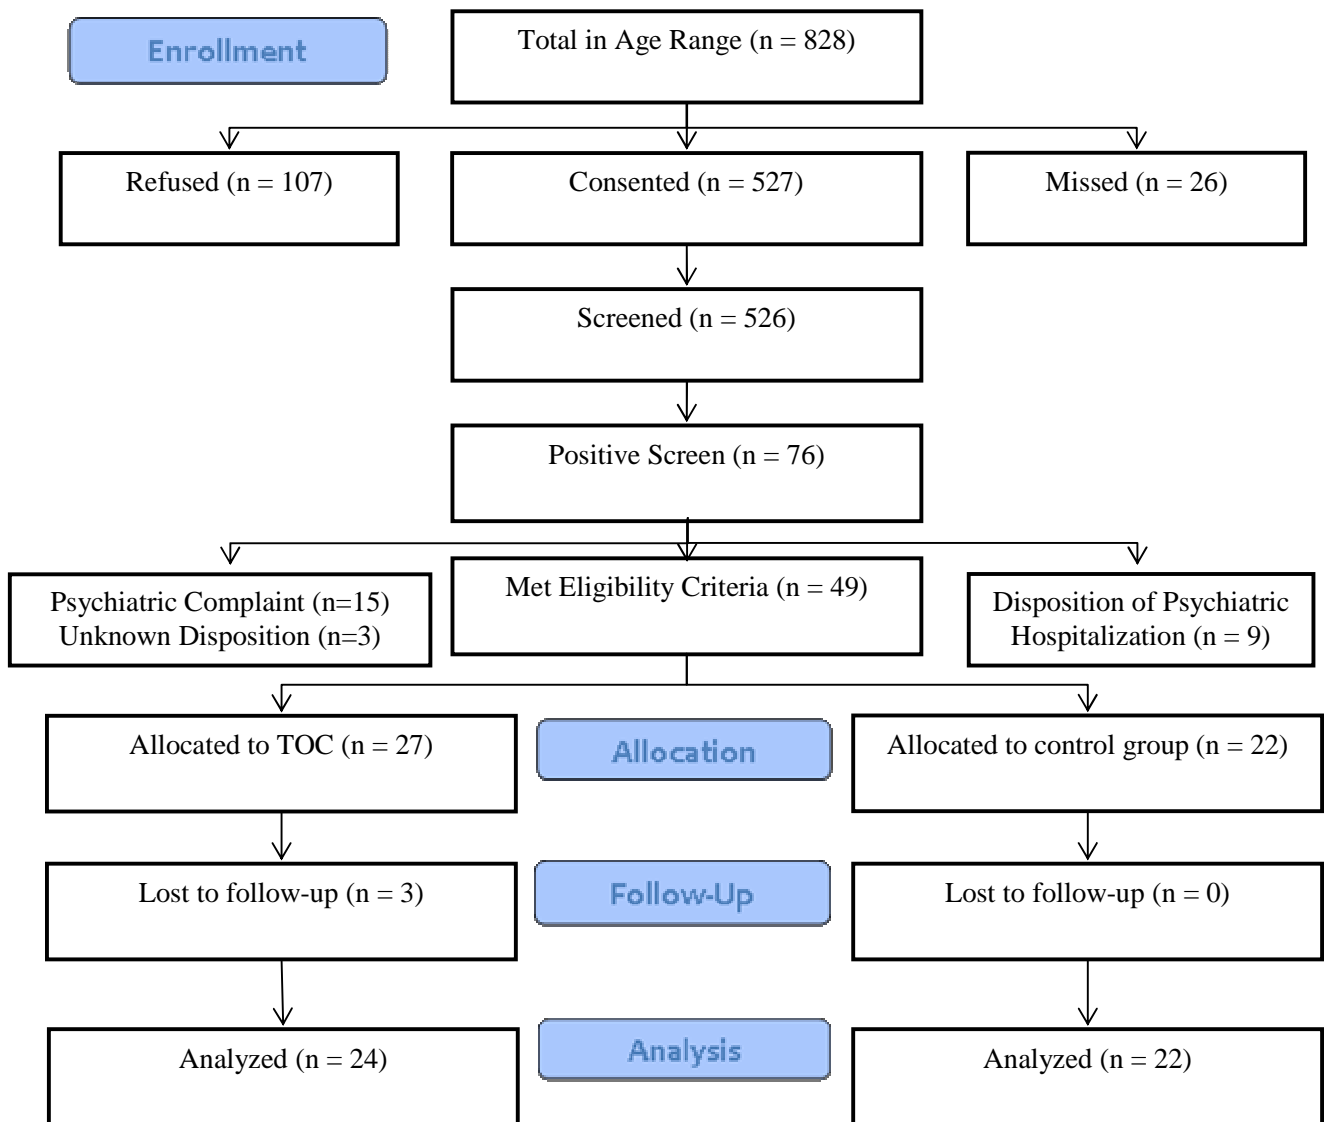 Enrollment
Total in Age Range (n = 828)
Refused (n = 107)
Consented (n = 527)
Missed (n = 26)
Screened (n = 526)
Positive Screen (n = 76)
Psychiatric Complaint (n=15)
Unknown Disposition (n=3)
Met Eligibility Criteria (n = 49)
Disposition of Psychiatric
Hospitalization (n = 9)
Allocated to TOC (n = 27)
Allocation
Allocated to control group (n = 22)
Lost to follow-up (n = 3)
Follow-Up
Lost to follow-up (n = 0)
Analyzed (n = 24)
Analysis
Analyzed (n = 22)